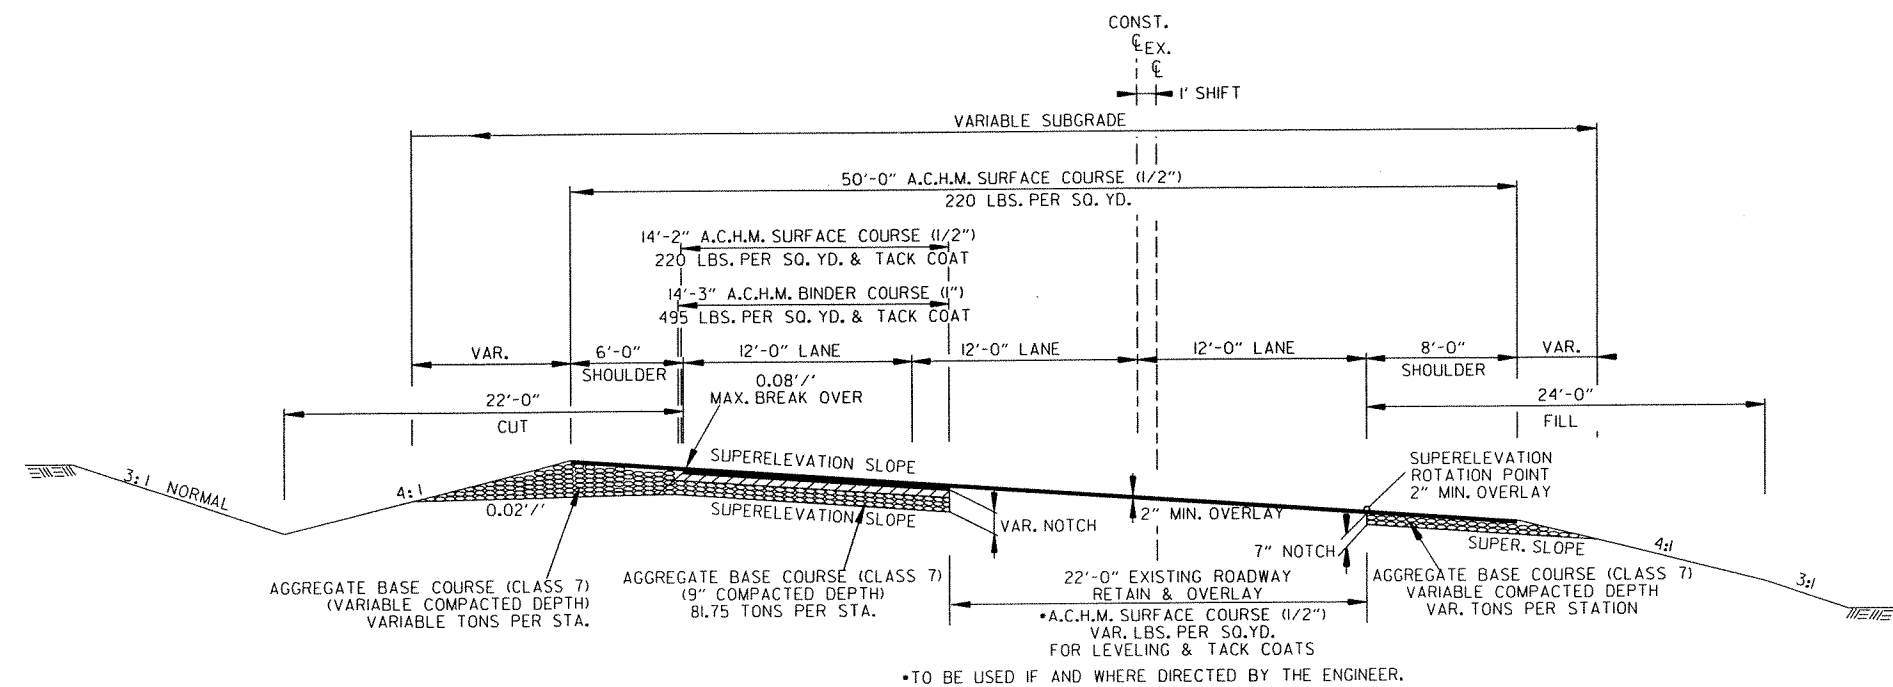 CONST.
℄ EX.
℄
1' SHIFT
VARIABLE SUBGRADE
50'-0" A.C.H.M. SURFACE COURSE (1/2")
220 LBS. PER SQ. YD.
14'-2" A.C.H.M. SURFACE COURSE (1/2")
220 LBS. PER SQ. YD. & TACK COAT
14'-3" A.C.H.M. BINDER COURSE (1")
495 LBS. PER SQ. YD. & TACK COAT
VAR.
6'-0"
SHOULDER
12'-0" LANE
12'-0" LANE
12'-0" LANE
8'-0"
SHOULDER
VAR.
0.08'/'
MAX. BREAK OVER
22'-0"
CUT
24'-0"
FILL
SUPERELEVATION SLOPE
SUPERELEVATION
ROTATION POINT
2" MIN. OVERLAY
3:1 NORMAL
4:1
0.02'/'
SUPERELEVATION SLOPE
VAR. NOTCH
2" MIN. OVERLAY
7" NOTCH
SUPER. SLOPE
4:1
3:1
AGGREGATE BASE COURSE (CLASS 7)
(VARIABLE COMPACTED DEPTH)
VARIABLE TONS PER STA.
AGGREGATE BASE COURSE (CLASS 7)
(9" COMPACTED DEPTH)
81.75 TONS PER STA.
22'-0" EXISTING ROADWAY
RETAIN & OVERLAY
•A.C.H.M. SURFACE COURSE (1/2")
VAR. LBS. PER SQ.YD.
FOR LEVELING & TACK COATS
AGGREGATE BASE COURSE (CLASS 7)
VARIABLE COMPACTED DEPTH
VAR. TONS PER STATION
•TO BE USED IF AND WHERE DIRECTED BY THE ENGINEER.